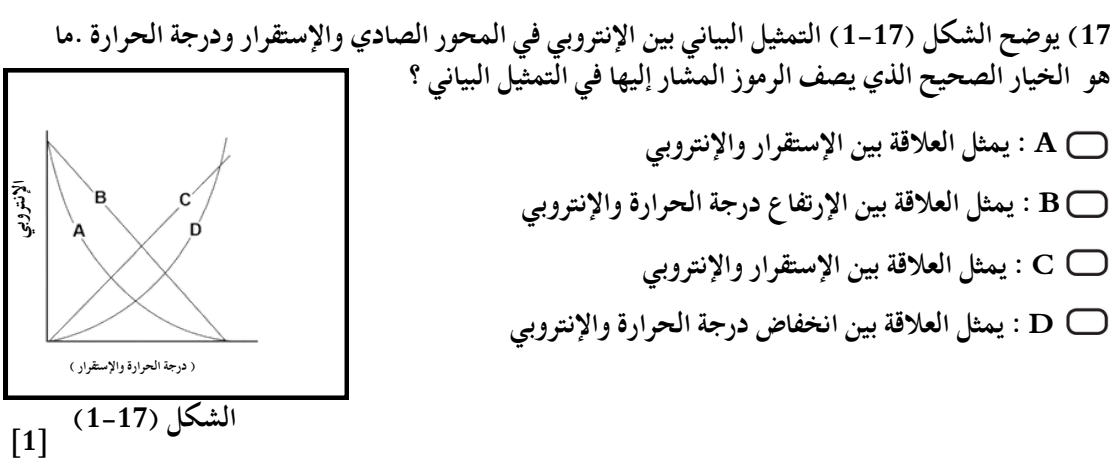 17) يوضح الشكل (17-1) التمثيل البياني بين الإنتروبي في المحور الصادي والإستقرار ودرجة الحرارة .ما
هو الخيار الصحيح الذي يصف الرموز المشار إليها في التمثيل البياني ؟
A : يمثل العلاقة بين الإستقرار والإنتروبي
B : يمثل العلاقة بين الإرتفاع درجة الحرارة والإنتروبي
C : يمثل العلاقة بين الإستقرار والإنتروبي
D : يمثل العلاقة بين انخفاض درجة الحرارة والإنتروبي
الإنتروبي
B
C
A
D
( درجة الحرارة والإستقرار )
الشكل (17-1)
[1]